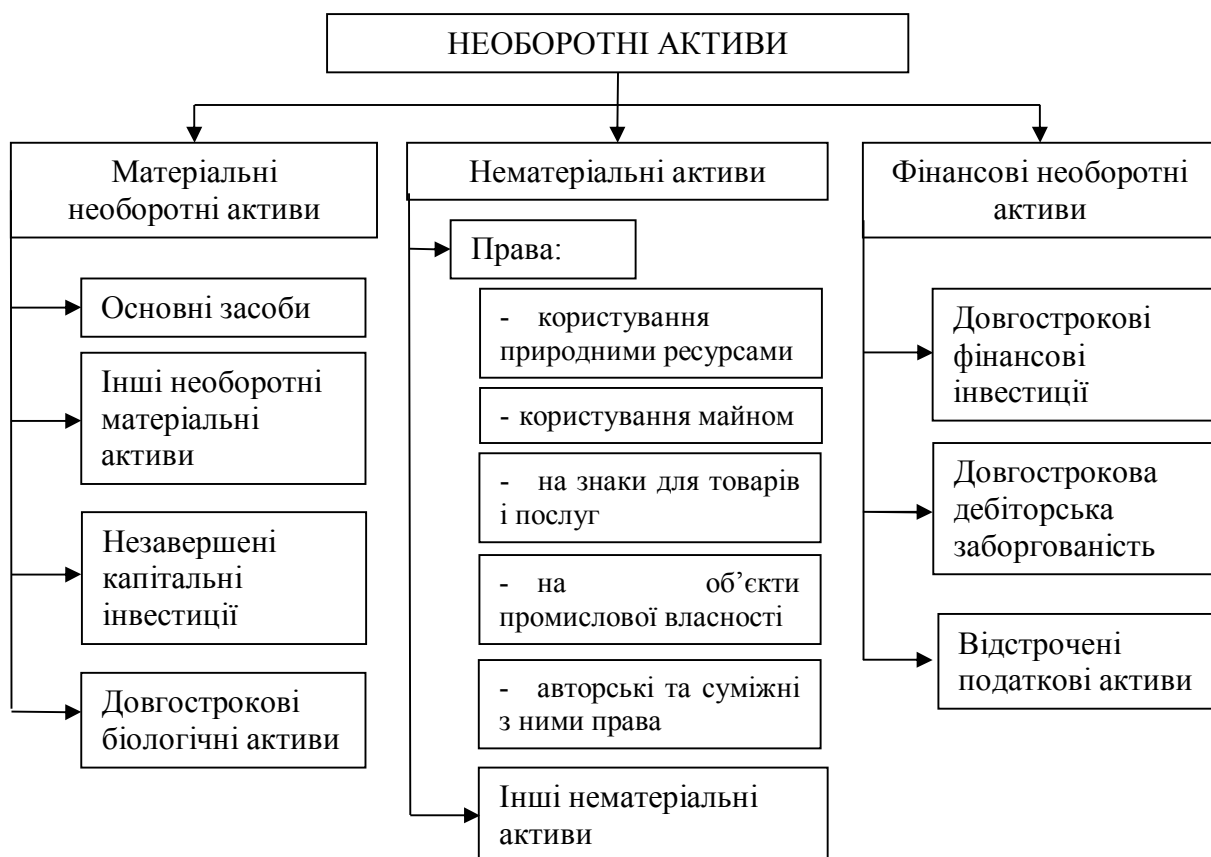 НЕОБОРОТНІ АКТИВИ
Матеріальні
необоротні активи
Основні засоби
Інші необоротні
матеріальні
активи
Незавершені
капітальні
інвестиції
Довгострокові
біологічні активи
Нематеріальні активи
Права:
- користування
природними ресурсами
- користування майном
- на знаки для товарів
і послуг
- на об’єкти
промислової власності
- авторські та суміжні
з ними права
Інші нематеріальні
активи
Фінансові необоротні
активи
Довгострокові
фінансові
інвестиції
Довгострокова
дебіторська
заборгованість
Відстрочені
податкові активи